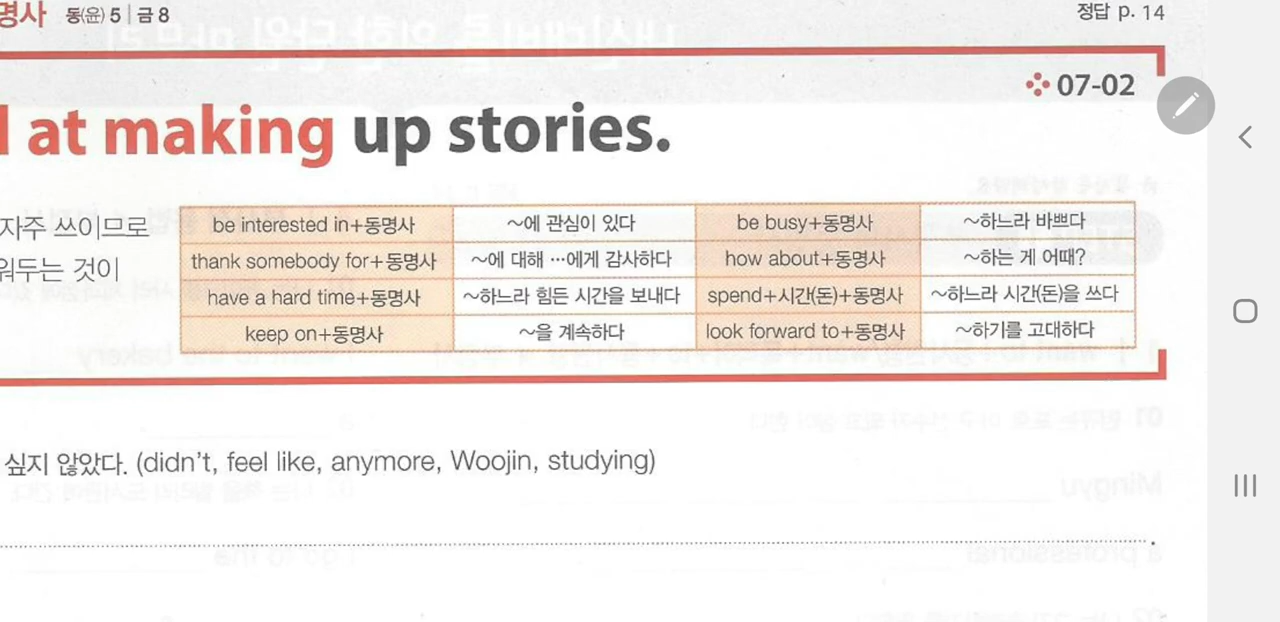 명사 동(윤) 5 | 금 8
정답 p. 14
07-02
at making up stories.
자주 쓰이므로
워두는 것이
be interested in+동명사 ~에 관심이 있다 be busy+동명사 ~하느라 바쁘다
thank somebody for+동명사 ~에 대해 …에게 감사하다 how about+동명사 ~하는 게 어때?
have a hard time+동명사 ~하느라 힘든 시간을 보내다 spend+시간(돈)+동명사 ~하느라 시간(돈)을 쓰다
keep on+동명사 ~을 계속하다 look forward to+동명사 ~하기를 고대하다
싶지 않았다. (didn't, feel like, anymore, Woojin, studying)